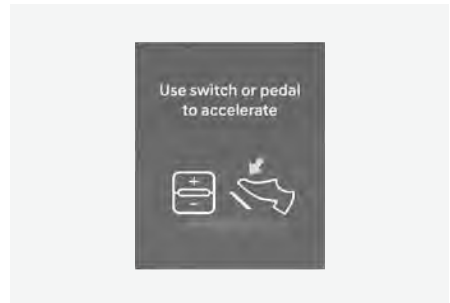 Use switch or pedal
to accelerate
+
-